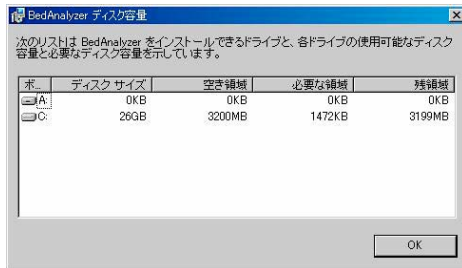 BedAnalyzer ディスク容量
次のリストは BedAnalyzer をインストールできるドライブと、各ドライブの使用可能なディスク
容量と必要なディスク容量を示しています。
ボ... ディスク サイズ 空き領域 必要な領域 残領域
A: 0KB 0KB 0KB 0KB
C: 26GB 3200MB 1472KB 3199MB
OK